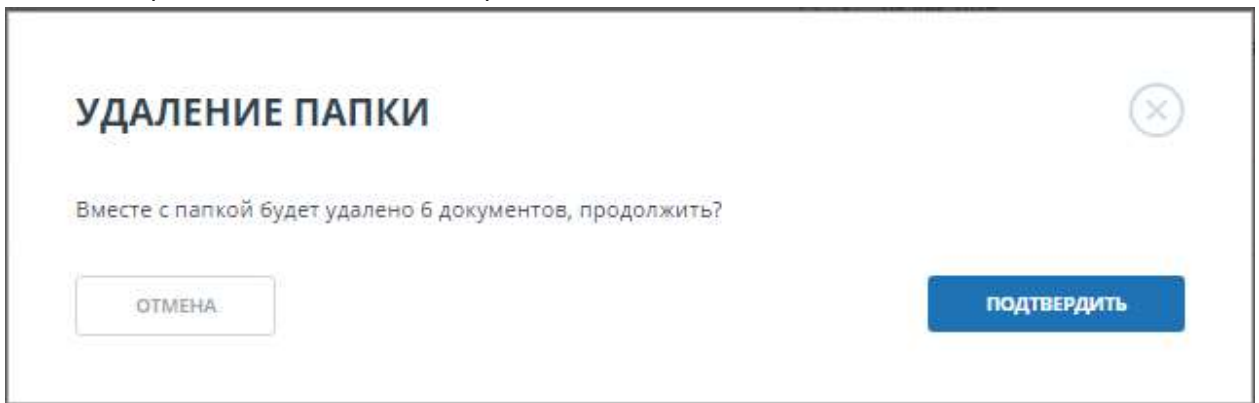 УДАЛЕНИЕ ПАПКИ
Вместе с папкой будет удалено 6 документов, продолжить?
ОТМЕНА
ПОДТВЕРДИТЬ